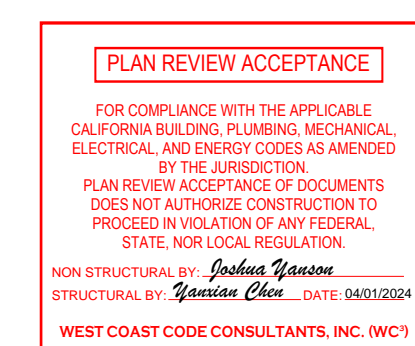 PLAN REVIEW ACCEPTANCE
FOR COMPLIANCE WITH THE APPLICABLE
CALIFORNIA BUILDING, PLUMBING, MECHANICAL,
ELECTRICAL, AND ENERGY CODES AS AMENDED
BY THE JURISDICTION.
PLAN REVIEW ACCEPTANCE OF DOCUMENTS
DOES NOT AUTHORIZE CONSTRUCTION TO
PROCEED IN VIOLATION OF ANY FEDERAL,
STATE, NOR LOCAL REGULATION.
NON STRUCTURAL BY: Joshua Yanson
STRUCTURAL BY: Yanxian Chen DATE: 04/01/2024
WEST COAST CODE CONSULTANTS, INC. (WC³)